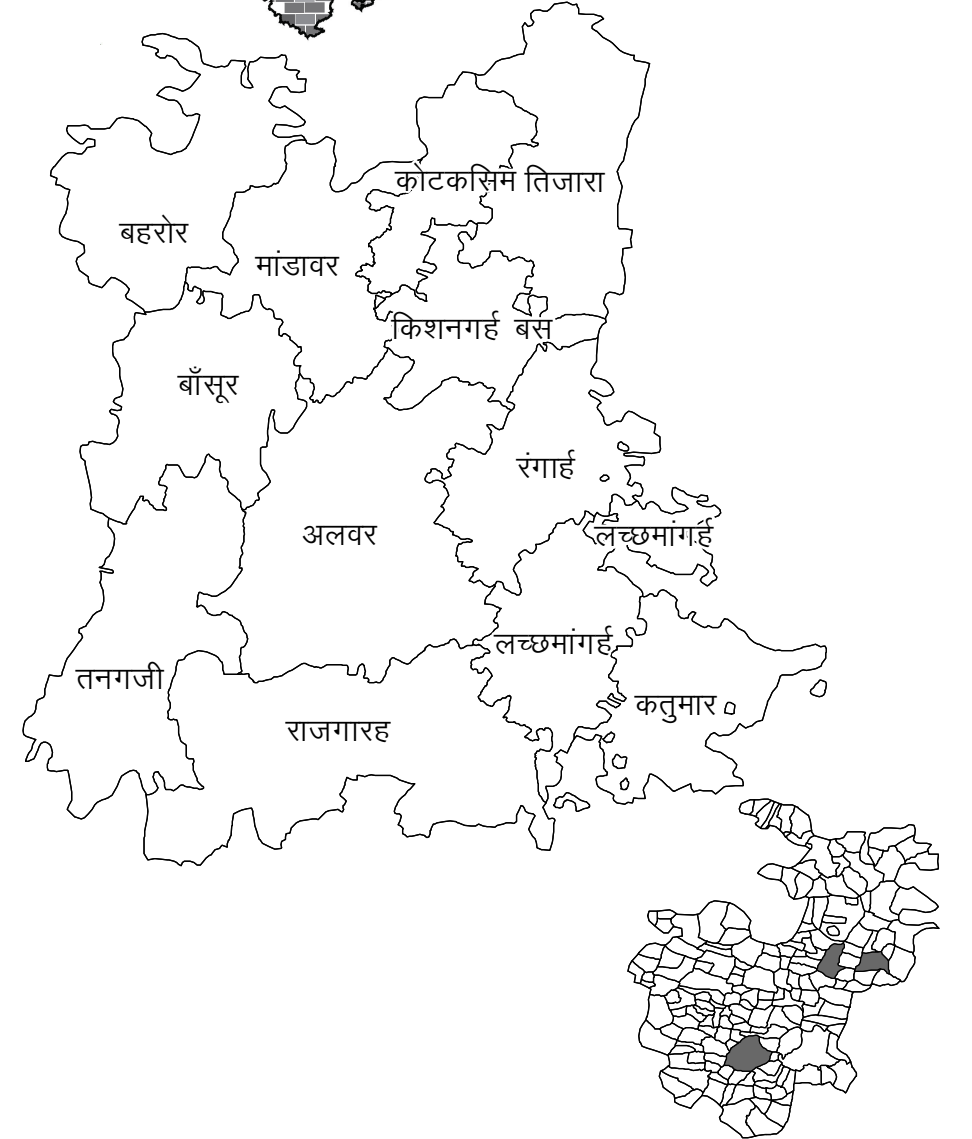 कोटकसिम तिजारा
बहरोर
मांडावर
किशनगर्ह बस
बाँसूर
रंगार्ह
अलवर
लच्छमांगर्ह
लच्छमांगर्ह
तनगजी
कतुमार
राजगारह